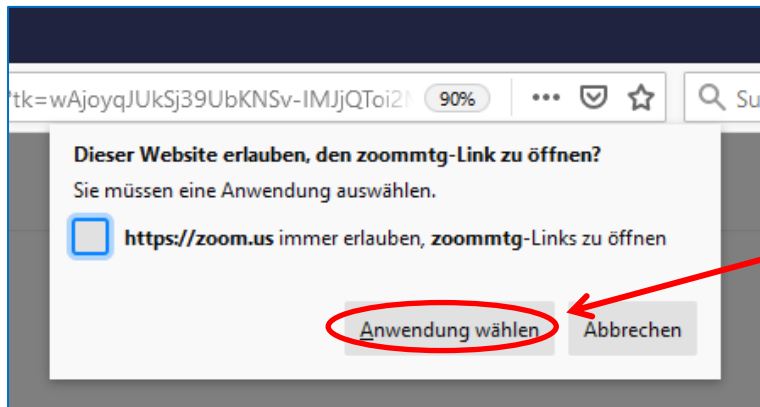 tk=wAjoyqJUkSj39UbKNSv-IMJjQToi2 90% Su
Dieser Website erlauben, den zoommtg-Link zu öffnen?
Sie müssen eine Anwendung auswählen.
https://zoom.us immer erlauben, zoommtg-Links zu öffnen
Anwendung wählen Abbrechen